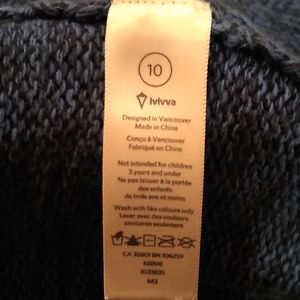 10
ivivva
Designed in Vancouver
Made in China
Conçu à Vancouver
Fabriqué en Chine
Not intended for children
3 years and under
Ne pas laisser à la portée
des enfants
de trois ans et moins
Wash with like colours only
Laver avec des couleurs
similaires seulement
CA 35801 RN 106259
68898
IG33835
M3